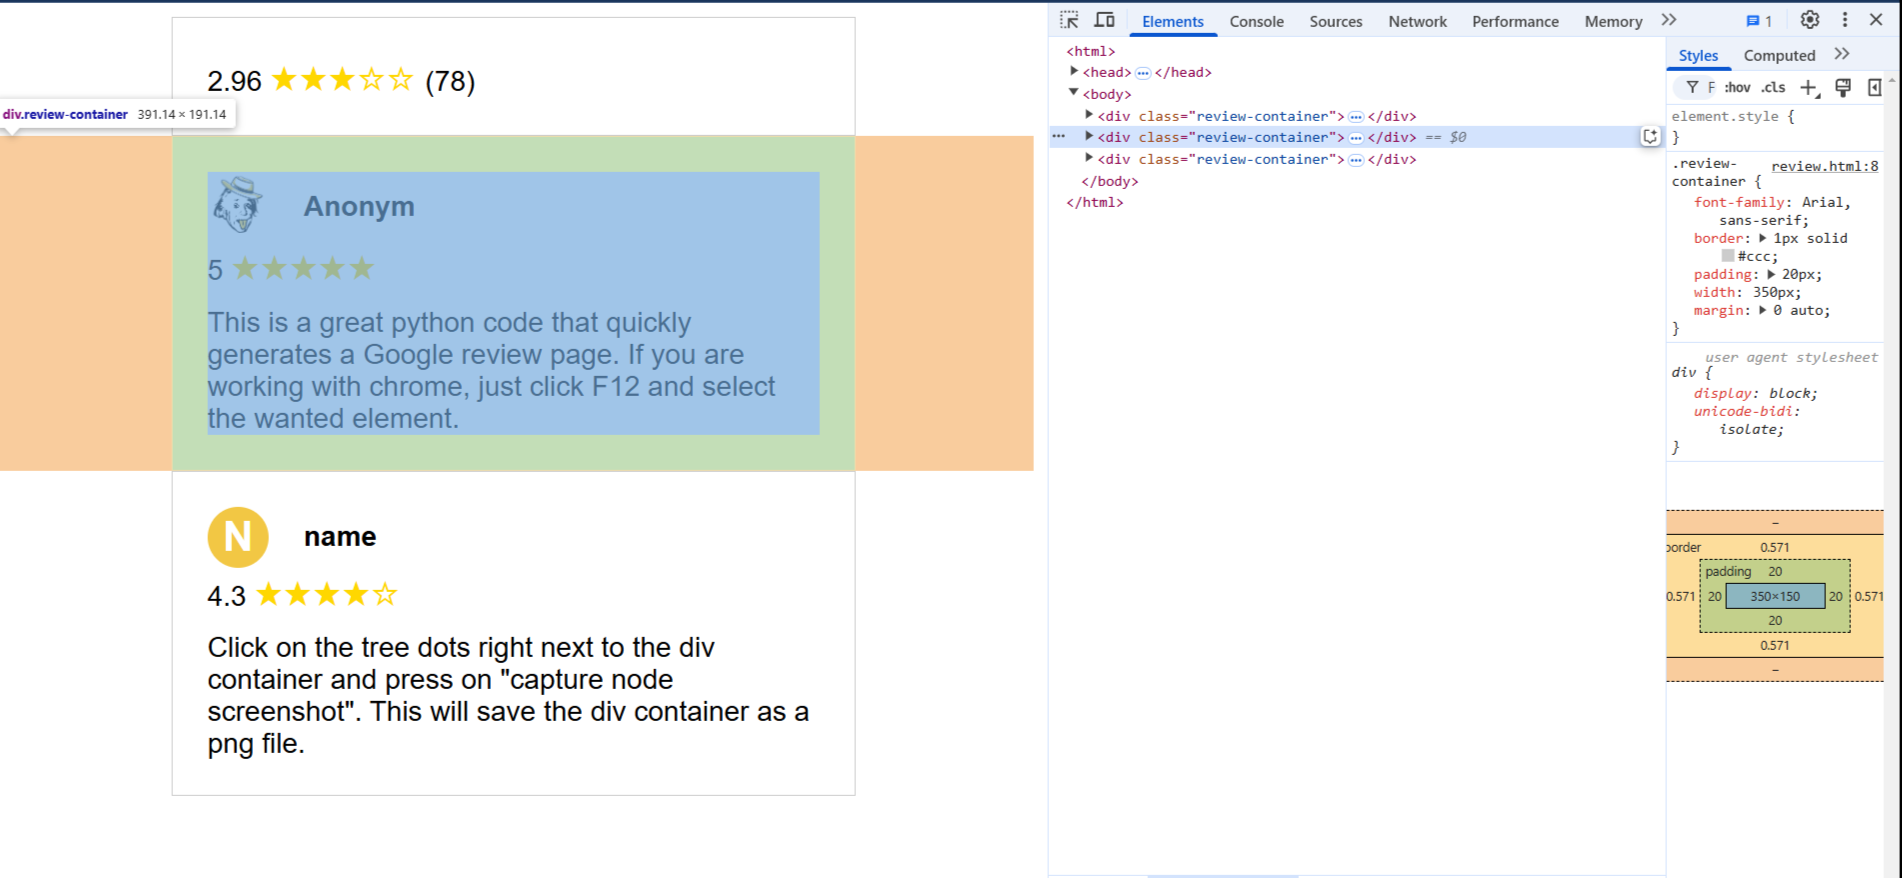 2.96 ★★★☆☆ (78)
div.review-container 391.14 × 191.14
Anonym
5 ★★★★★
This is a great python code that quickly
generates a Google review page. If you are
working with chrome, just click F12 and select
the wanted element.
N name
4.3 ★★★★☆
Click on the tree dots right next to the div
container and press on "capture node
screenshot". This will save the div container as a
png file.
Elements Console Sources Network Performance Memory 1
<html>
<head> ••• </head>
<body>
<div class="review-container"> ••• </div>
<div class="review-container"> ••• </div> == $0
<div class="review-container"> ••• </div>
</body>
</html>
Styles Computed
F :hov .cls
element.style {
}
.review- review.html:8
container {
font-family: Arial,
sans-serif;
border: 1px solid
#ccc;
padding: 20px;
width: 350px;
margin: 0 auto;
}
user agent stylesheet
div {
display: block;
unicode-bidi:
isolate;
}
–
border 0.571
padding 20
0.571 20 350×150 20 0.571
20
0.571
–